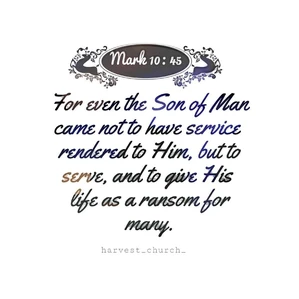 Mark 10 : 45
For even the Son of Man
came not to have service
rendered to Him, but to
serve, and to give His
life as a ransom for
many.
harvest_church_